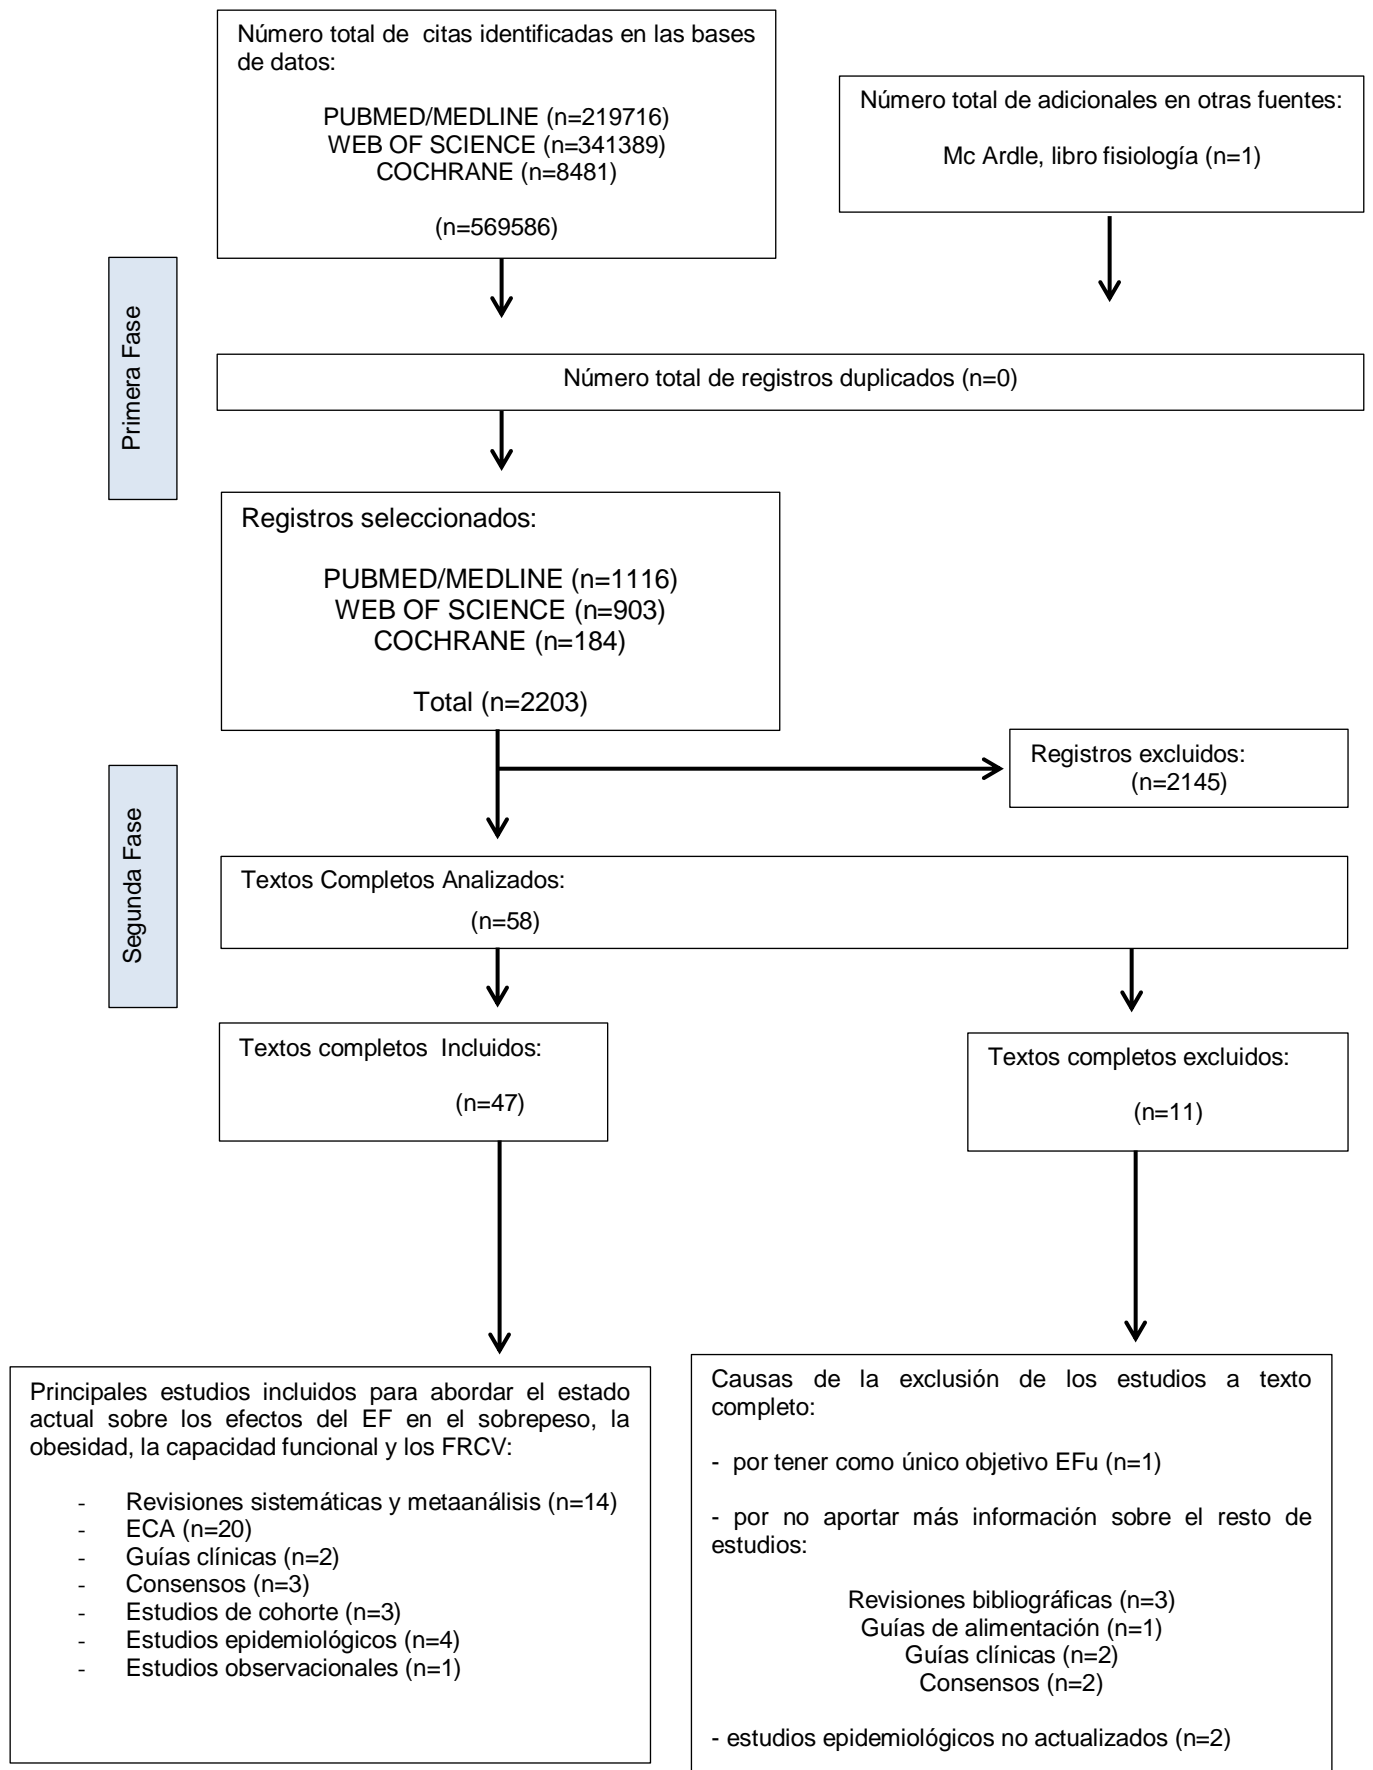 Número total de citas identificadas en las bases
de datos:
PUBMED/MEDLINE (n=219716)
WEB OF SCIENCE (n=341389)
COCHRANE (n=8481)
(n=569586)
Número total de adicionales en otras fuentes:
Mc Ardle, libro fisiología (n=1)
Primera Fase
Número total de registros duplicados (n=0)
Registros seleccionados:
PUBMED/MEDLINE (n=1116)
WEB OF SCIENCE (n=903)
COCHRANE (n=184)
Total (n=2203)
Registros excluidos:
(n=2145)
Segunda Fase
Textos Completos Analizados:
(n=58)
Textos completos Incluidos:
(n=47)
Textos completos excluidos:
(n=11)
Principales estudios incluidos para abordar el estado
actual sobre los efectos del EF en el sobrepeso, la
obesidad, la capacidad funcional y los FRCV:
- Revisiones sistemáticas y metaanálisis (n=14)
- ECA (n=20)
- Guías clínicas (n=2)
- Consensos (n=3)
- Estudios de cohorte (n=3)
- Estudios epidemiológicos (n=4)
- Estudios observacionales (n=1)
Causas de la exclusión de los estudios a texto
completo:
- por tener como único objetivo EFu (n=1)
- por no aportar más información sobre el resto de
estudios:
Revisiones bibliográficas (n=3)
Guías de alimentación (n=1)
Guías clínicas (n=2)
Consensos (n=2)
- estudios epidemiológicos no actualizados (n=2)